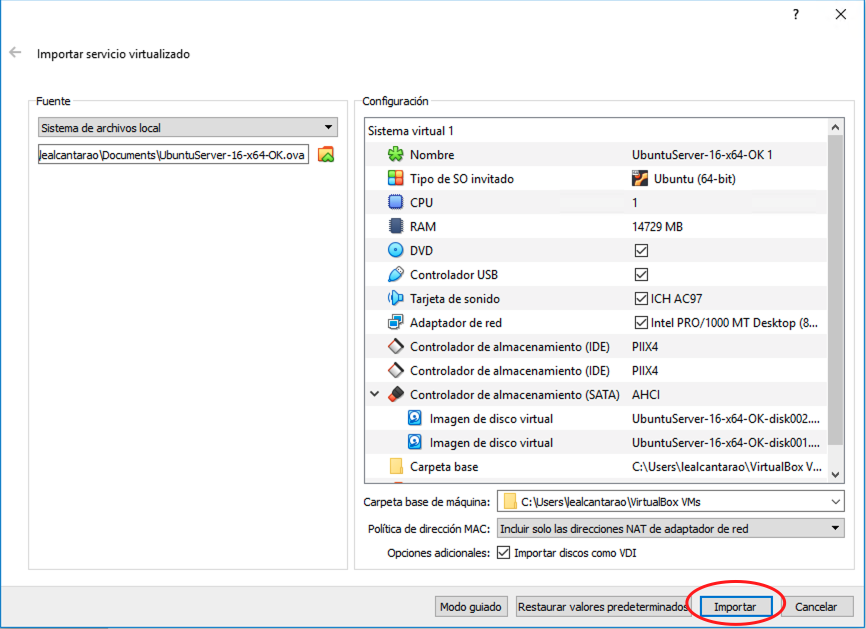 ?
Importar servicio virtualizado
Fuente
Sistema de archivos local
lealcantarao\Documents\UbuntuServer-16-x64-OK.ova
Configuración
Sistema virtual 1
Nombre UbuntuServer-16-x64-OK 1
Tipo de SO invitado Ubuntu (64-bit)
CPU 1
RAM 14729 MB
DVD
Controlador USB
Tarjeta de sonido ICH AC97
Adaptador de red Intel PRO/1000 MT Desktop (8...
Controlador de almacenamiento (IDE) PIIX4
Controlador de almacenamiento (IDE) PIIX4
Controlador de almacenamiento (SATA) AHCI
Imagen de disco virtual UbuntuServer-16-x64-OK-disk002....
Imagen de disco virtual UbuntuServer-16-x64-OK-disk001....
Carpeta base C:\Users\lealcantarao\VirtualBox V...
Carpeta base de máquina: C:\Users\lealcantarao\VirtualBox VMs
Política de dirección MAC: Incluir solo las direcciones NAT de adaptador de red
Opciones adicionales: Importar discos como VDI
Modo guiado Restaurar valores predeterminados Importar Cancelar